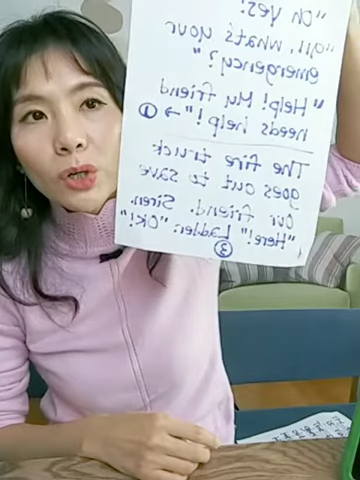 "Oh yes!
"911, what's your
emergency?"
"Help! My friend
needs help!" → ①
The fire truck
goes out to save
our friend. Siren.
"Here!" Ladder. "OK!"
③